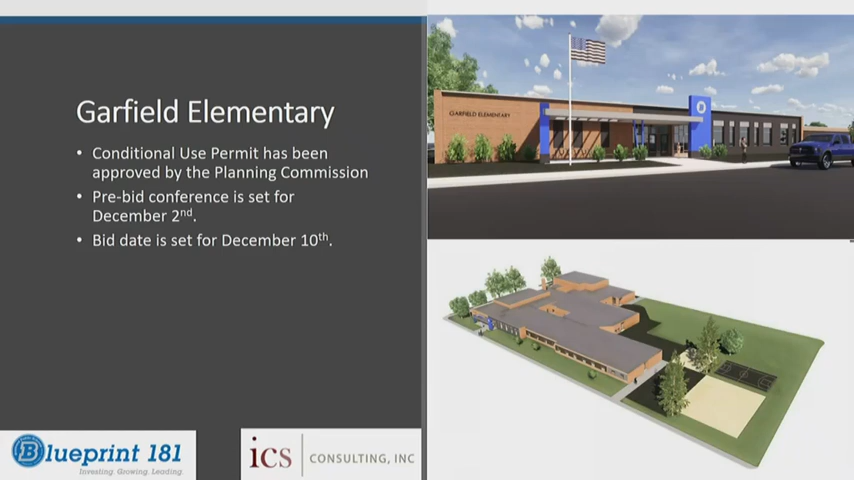 Garfield Elementary
• Conditional Use Permit has been
approved by the Planning Commission
• Pre-bid conference is set for
December 2nd.
• Bid date is set for December 10th.
Blueprint 181
Investing. Growing. Leading.
ics CONSULTING, INC
GARFIELD ELEMENTARY